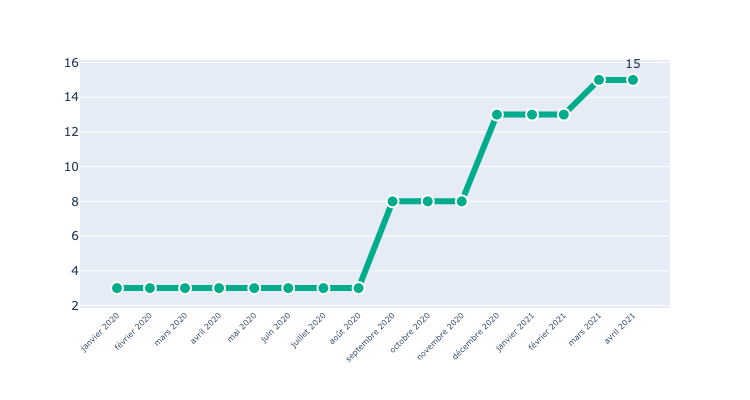 16
15
14
12
10
8
6
4
2
janvier 2020
février 2020
mars 2020
avril 2020
mai 2020
juin 2020
juillet 2020
août 2020
septembre 2020
octobre 2020
novembre 2020
décembre 2020
janvier 2021
février 2021
mars 2021
avril 2021